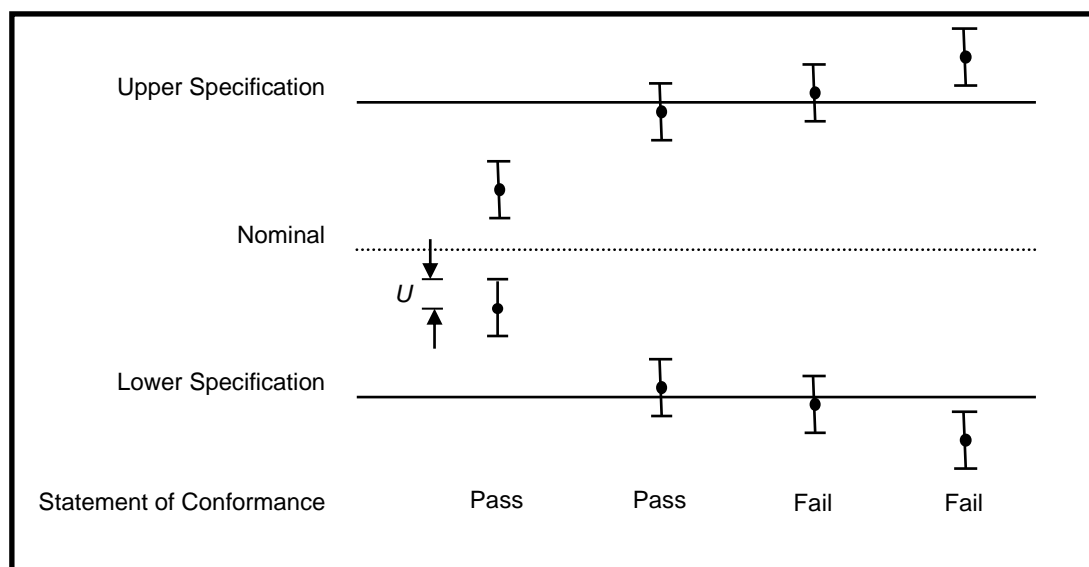 Upper Specification
Nominal
U
Lower Specification
Statement of Conformance Pass Pass Fail Fail